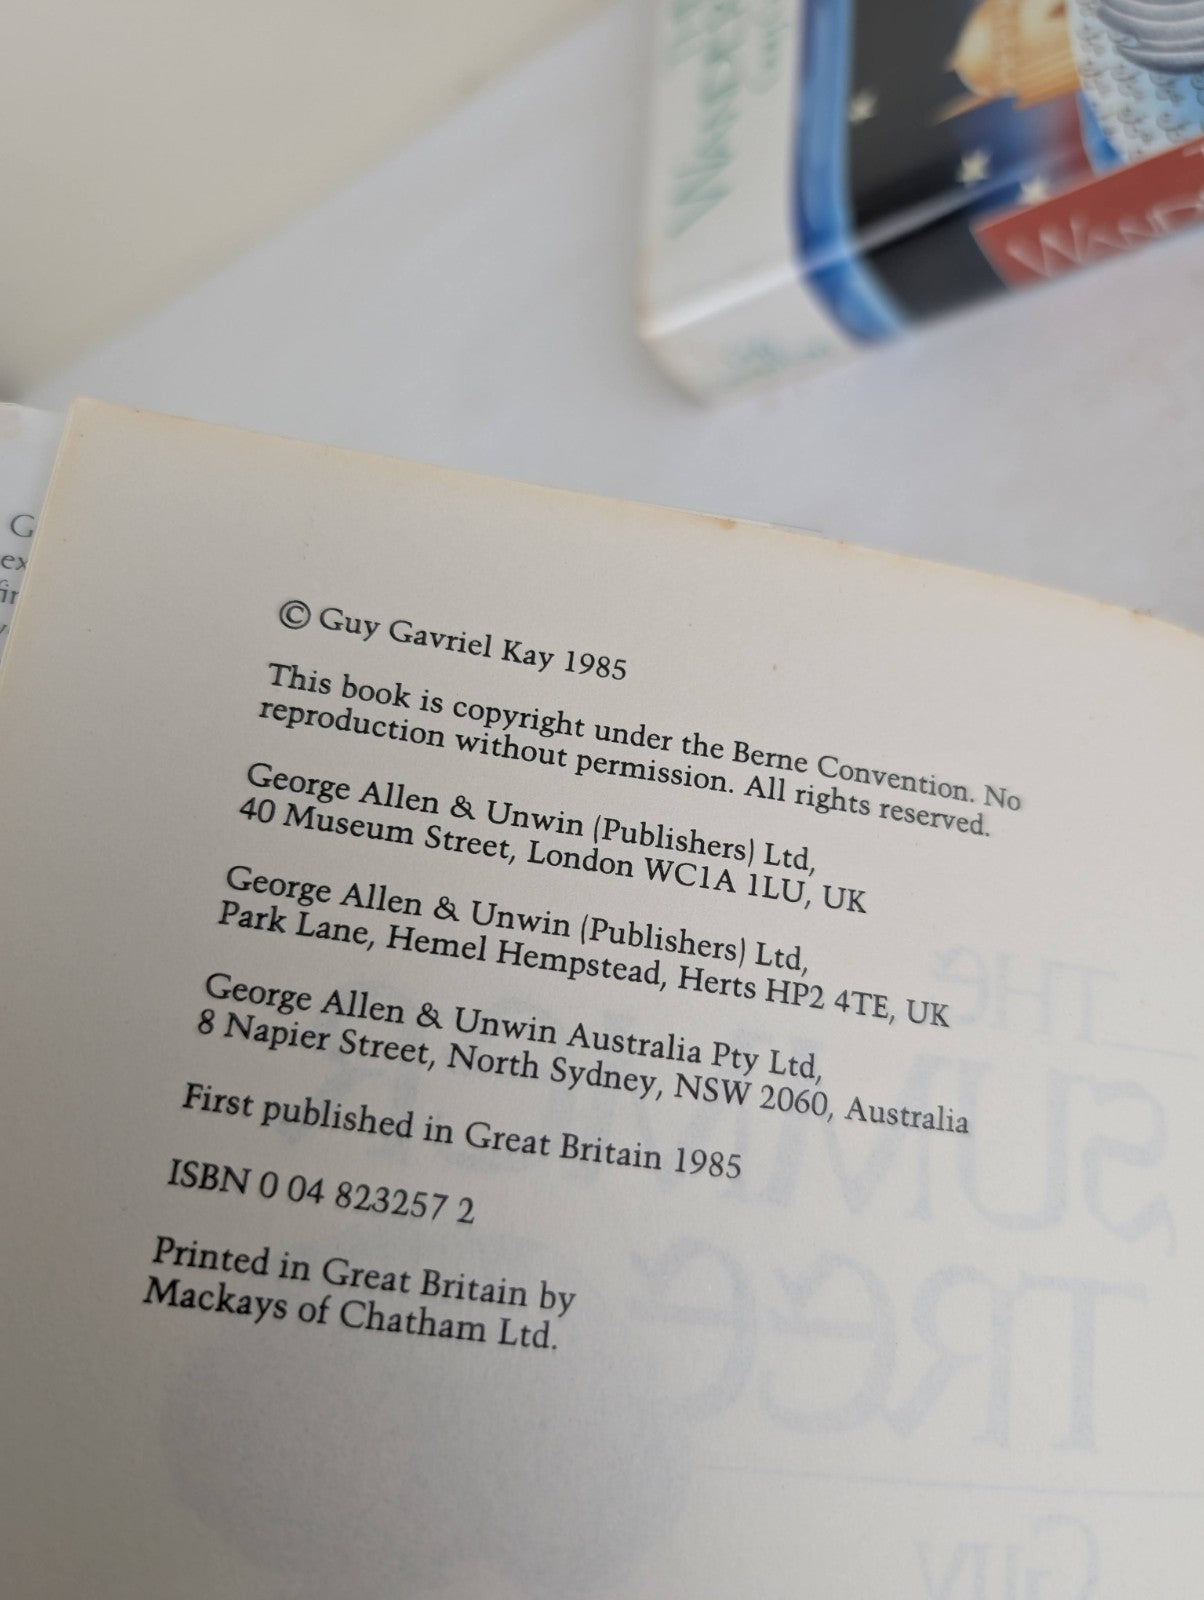 © Guy Gavriel Kay 1985
This book is copyright under the Berne Convention. No
reproduction without permission. All rights reserved.
George Allen & Unwin (Publishers) Ltd,
40 Museum Street, London WC1A 1LU, UK
George Allen & Unwin (Publishers) Ltd,
Park Lane, Hemel Hempstead, Herts HP2 4TE, UK
George Allen & Unwin Australia Pty Ltd,
8 Napier Street, North Sydney, NSW 2060, Australia
First published in Great Britain 1985
ISBN 0 04 823257 2
Printed in Great Britain by
Mackays of Chatham Ltd.
THE
SUMMER
TREE
GUY